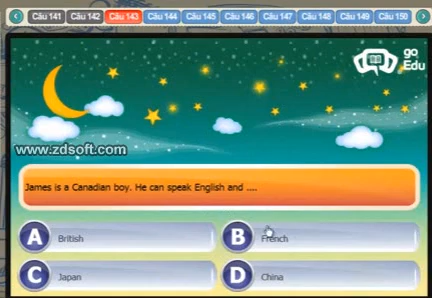 Câu 141 Câu 142 Câu 143 Câu 144 Câu 145 Câu 146 Câu 147 Câu 148 Câu 149 Câu 150
go
Edu
www.zdsoft.com
James is a Canadian boy. He can speak English and ....
A British
B French
C Japan
D China